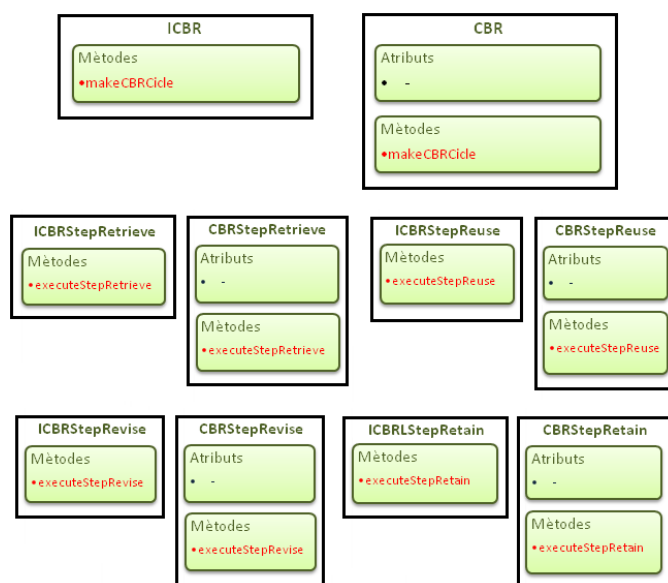 ICBR
Mètodes
•makeCBRCicle
CBR
Atributs
• -
Mètodes
•makeCBRCicle
ICBRStepRetrieve
Mètodes
•executeStepRetrieve
CBRStepRetrieve
Atributs
• -
Mètodes
•executeStepRetrieve
ICBRStepReuse
Mètodes
•executeStepReuse
CBRStepReuse
Atributs
• -
Mètodes
•executeStepReuse
ICBRStepRevise
Mètodes
•executeStepRevise
CBRStepRevise
Atributs
• -
Mètodes
•executeStepRevise
ICBRLStepRetain
Mètodes
•executeStepRetain
CBRStepRetain
Atributs
• -
Mètodes
•executeStepRetain